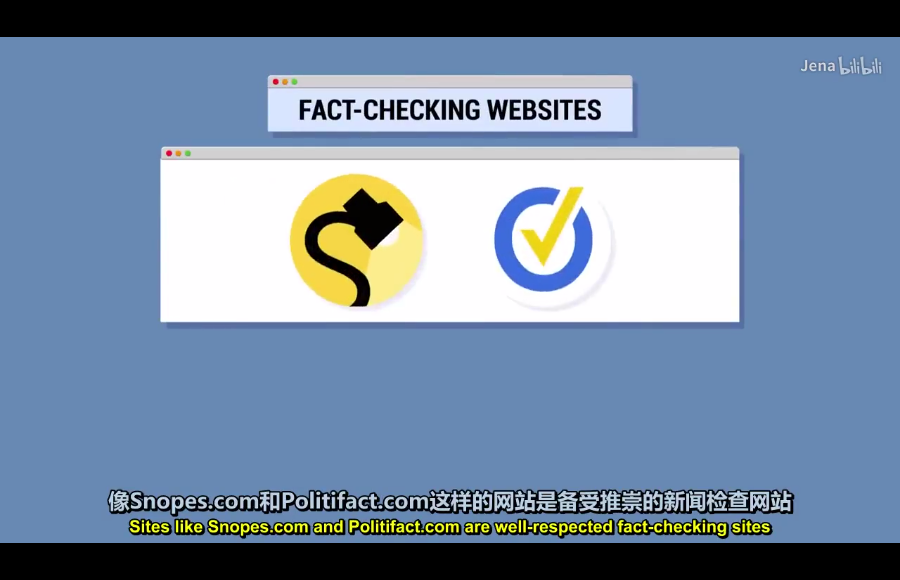 Jena bilibili
FACT-CHECKING WEBSITES
像Snopes.com和Politifact.com这样的网站是备受推崇的新闻检查网站
Sites like Snopes.com and Politifact.com are well-respected fact-checking sites